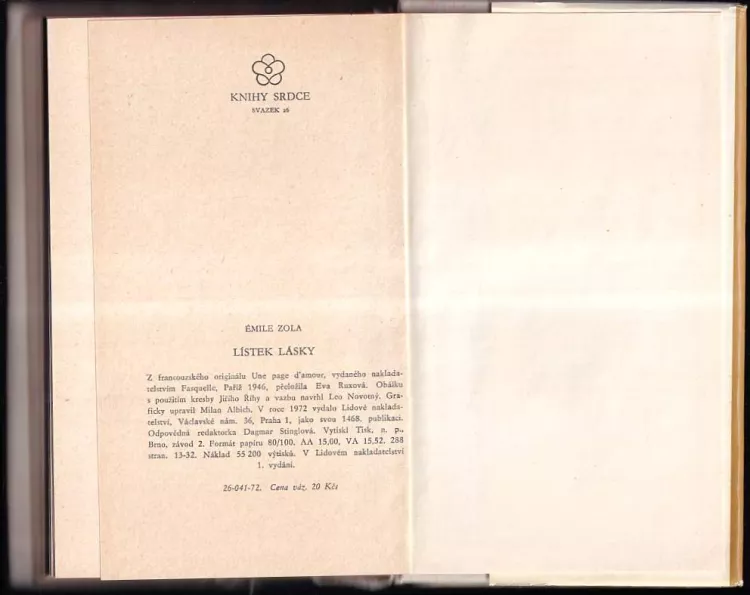 KNIHY SRDCE
SVAZEK 26
ÉMILE ZOLA
LÍSTEK LÁSKY
Z francouzského originálu Une page d'amour, vydaného naklada-
telstvím Fasquelle, Paříž 1946, přeložila Eva Ruxová. Obálku
s použitím kresby Jiřího Říhy a vazbu navrhl Leo Novotný. Gra-
ficky upravil Milan Albich. V roce 1972 vydalo Lidové naklada-
telství, Václavské nám. 36, Praha 1, jako svou 1468. publikaci.
Odpovědná redaktorka Dagmar Stinglová. Vytiskl Tisk, n. p.,
Brno, závod 2. Formát papíru 80/100. AA 15,00, VA 15,52. 288
stran. 13-32. Náklad 55 200 výtisků. V Lidovém nakladatelství
1. vydání.
26-041-72. Cena váz. 20 Kčs